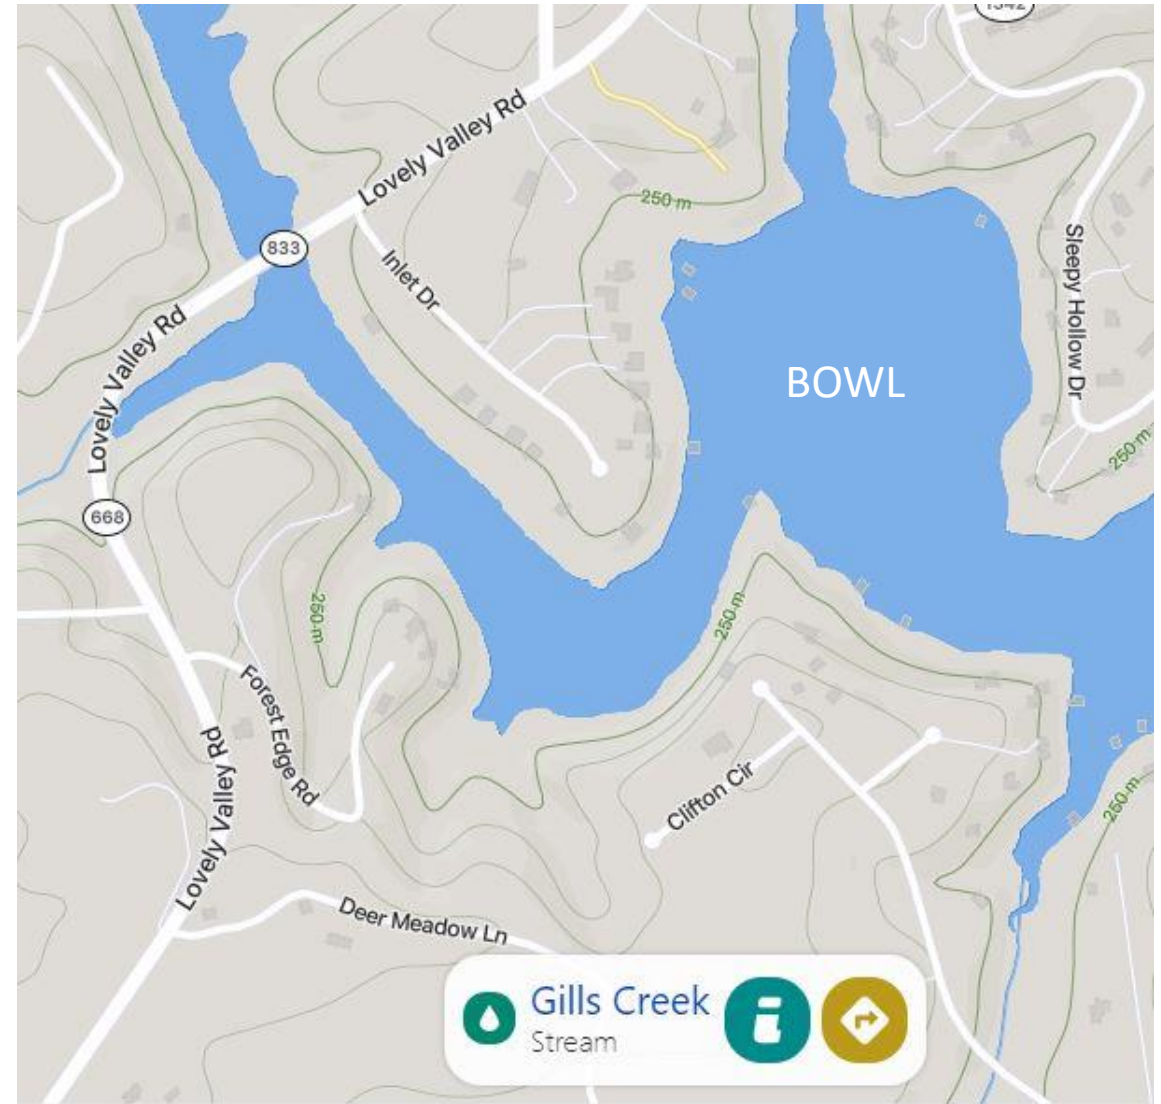 1342
Lovely Valley Rd
250 m
833
Sleepy Hollow Dr
Inlet Dr
Lovely Valley Rd
BOWL
250 m
668
250 m
250 m
Forest Edge Rd
Lovely Valley Rd
Clifton Cir
250 m
Deer Meadow Ln
Gills Creek
Stream